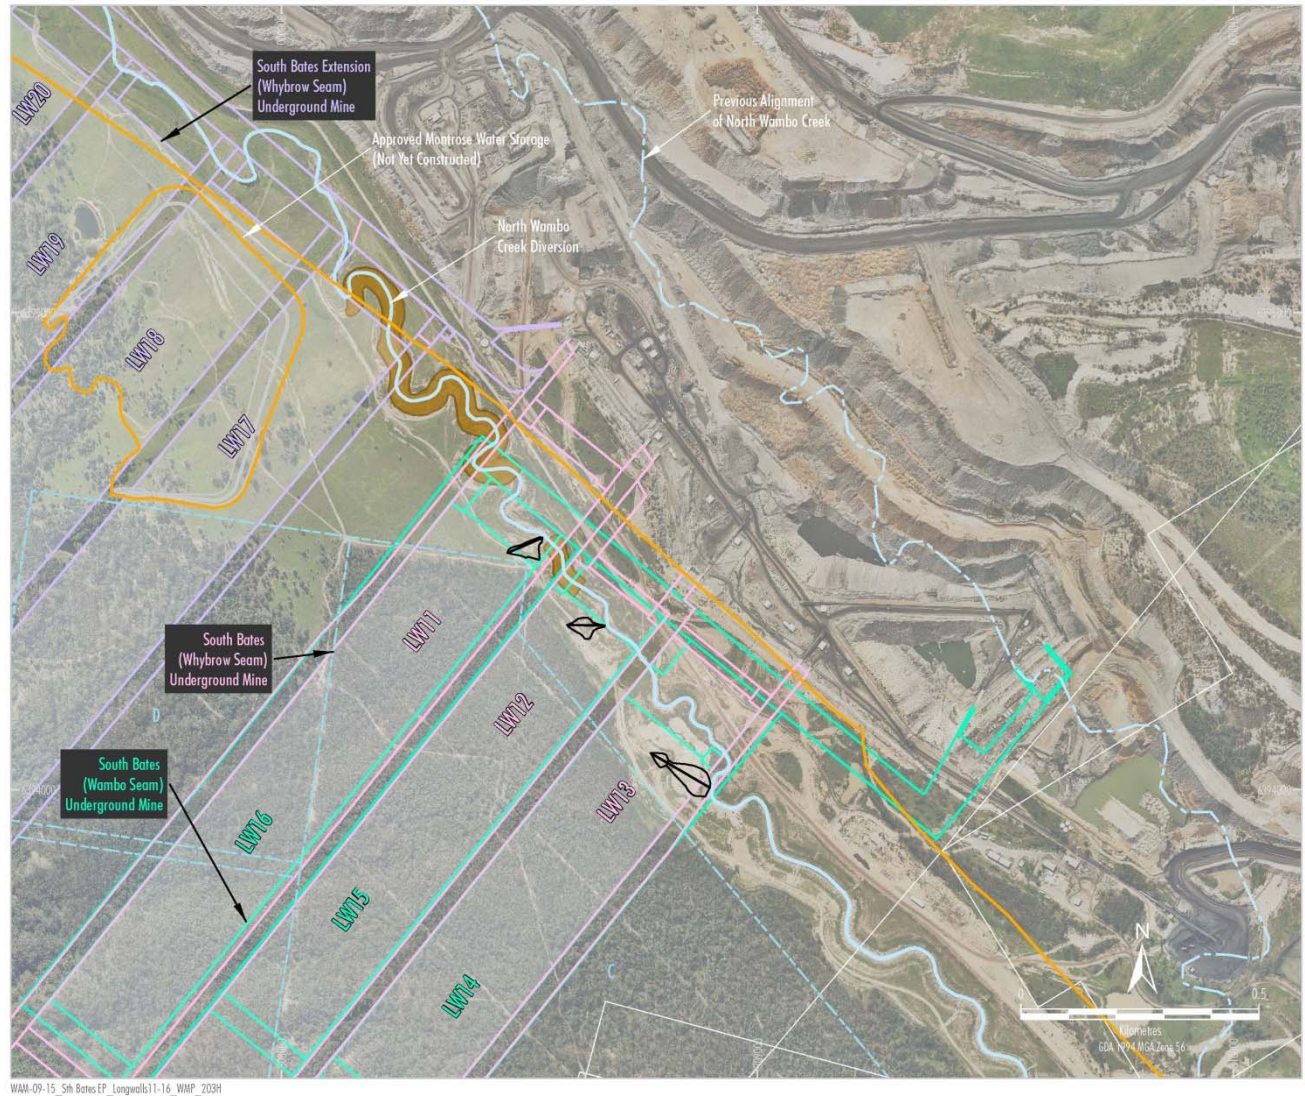 South Bates Extension
(Whybrow Seam)
Underground Mine
LW20
Previous Alignment
of North Wambo Creek
Approved Montrose Water Storage
(Not Yet Constructed)
North Wambo
Creek Diversion
LW19
LW18
LW17
South Bates
(Whybrow Seam)
Underground Mine
LW11
LW12
LW13
D
South Bates
(Wambo Seam)
Underground Mine
LW16
LW15
LW14
C
N
0
0.5
Kilometres
GDA 1994 MGA Zone 56
6394000
6394000
WAM-09-15_Sth Bates EP_Longwalls11-16_WMP_203H